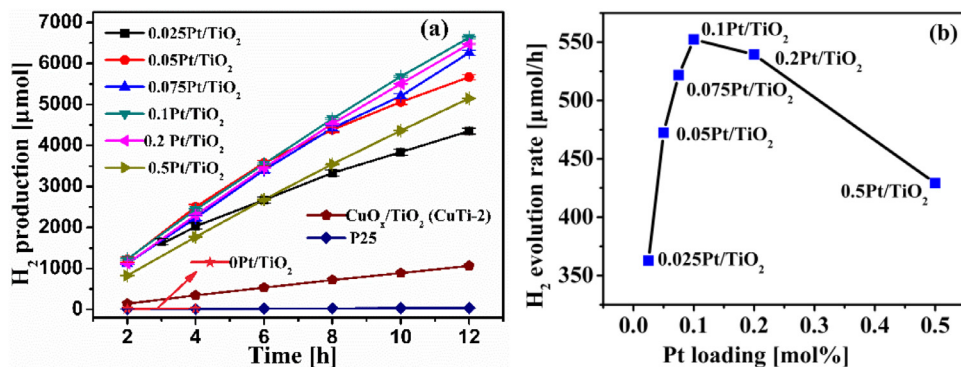 (a)
0.025Pt/TiO₂
0.05Pt/TiO₂
0.075Pt/TiO₂
0.1Pt/TiO₂
0.2 Pt/TiO₂
0.5Pt/TiO₂
CuOₓ/TiO₂ (CuTi-2)
P25
0Pt/TiO₂
H₂ production [μmol]
7000
6000
5000
4000
3000
2000
1000
0
2 4 6 8 10 12
Time [h]
(b)
0.1Pt/TiO₂
0.2Pt/TiO₂
0.075Pt/TiO₂
0.05Pt/TiO₂
0.5Pt/TiO₂
0.025Pt/TiO₂
H₂ evolution rate [μmol/h]
550
500
450
400
350
0.0 0.1 0.2 0.3 0.4 0.5
Pt loading [mol%]